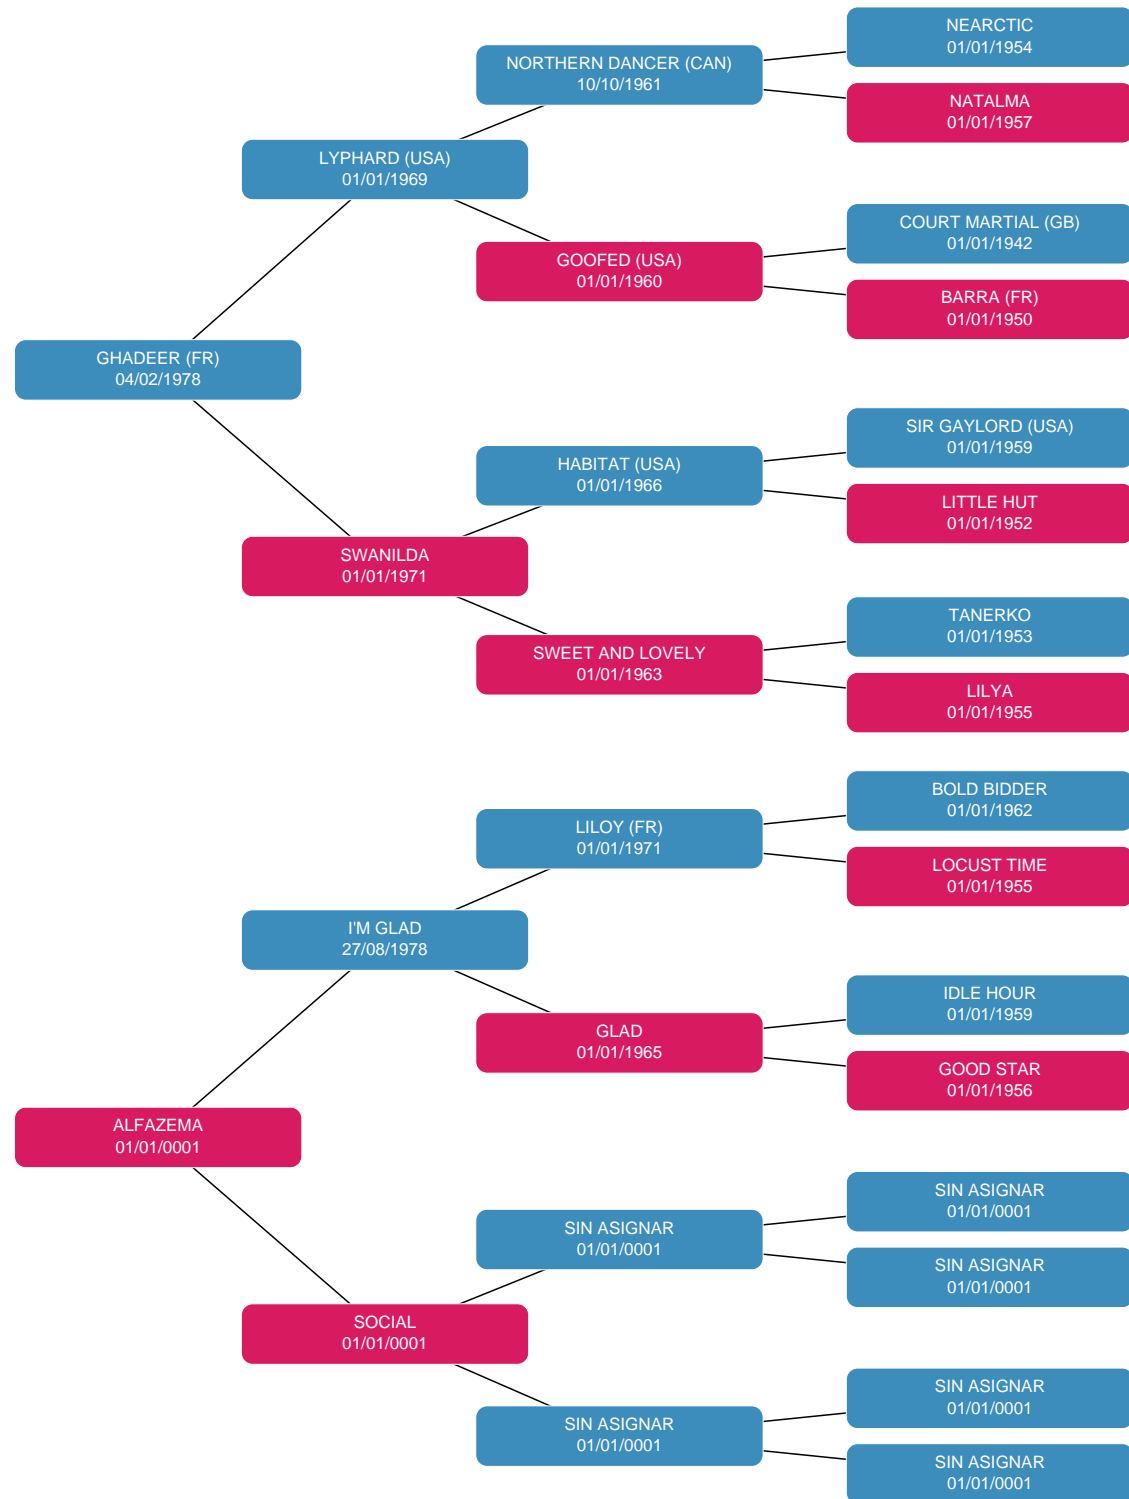 NEARCTIC
01/01/1954
NORTHERN DANCER (CAN)
10/10/1961
NATALMA
01/01/1957
LYPHARD (USA)
01/01/1969
COURT MARTIAL (GB)
01/01/1942
GOOFED (USA)
01/01/1960
BARRA (FR)
01/01/1950
GHADEER (FR)
04/02/1978
SIR GAYLORD (USA)
01/01/1959
HABITAT (USA)
01/01/1966
LITTLE HUT
01/01/1952
SWANILDA
01/01/1971
TANERKO
01/01/1953
SWEET AND LOVELY
01/01/1963
LILYA
01/01/1955
BOLD BIDDER
01/01/1962
LILOY (FR)
01/01/1971
LOCUST TIME
01/01/1955
I'M GLAD
27/08/1978
IDLE HOUR
01/01/1959
GLAD
01/01/1965
GOOD STAR
01/01/1956
ALFAZEMA
01/01/0001
SIN ASIGNAR
01/01/0001
SIN ASIGNAR
01/01/0001
SIN ASIGNAR
01/01/0001
SOCIAL
01/01/0001
SIN ASIGNAR
01/01/0001
SIN ASIGNAR
01/01/0001
SIN ASIGNAR
01/01/0001